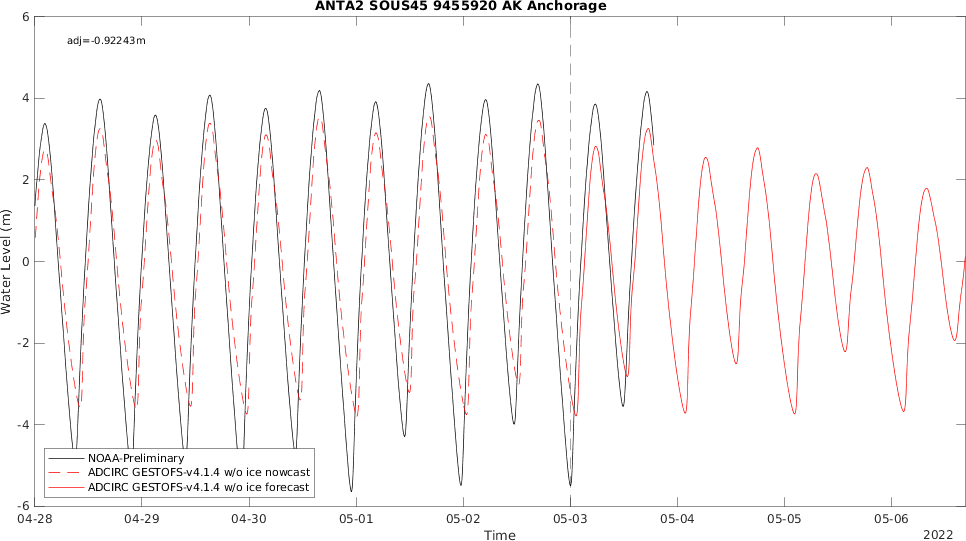 ANTA2 SOUS45 9455920 AK Anchorage
adj=-0.92243m
6
4
2
0
-2
-4
-6
Water Level (m)
NOAA-Preliminary
ADCIRC GESTOFS-v4.1.4 w/o ice nowcast
ADCIRC GESTOFS-v4.1.4 w/o ice forecast
04-28 04-29 04-30 05-01 05-02 05-03 05-04 05-05 05-06
Time
2022